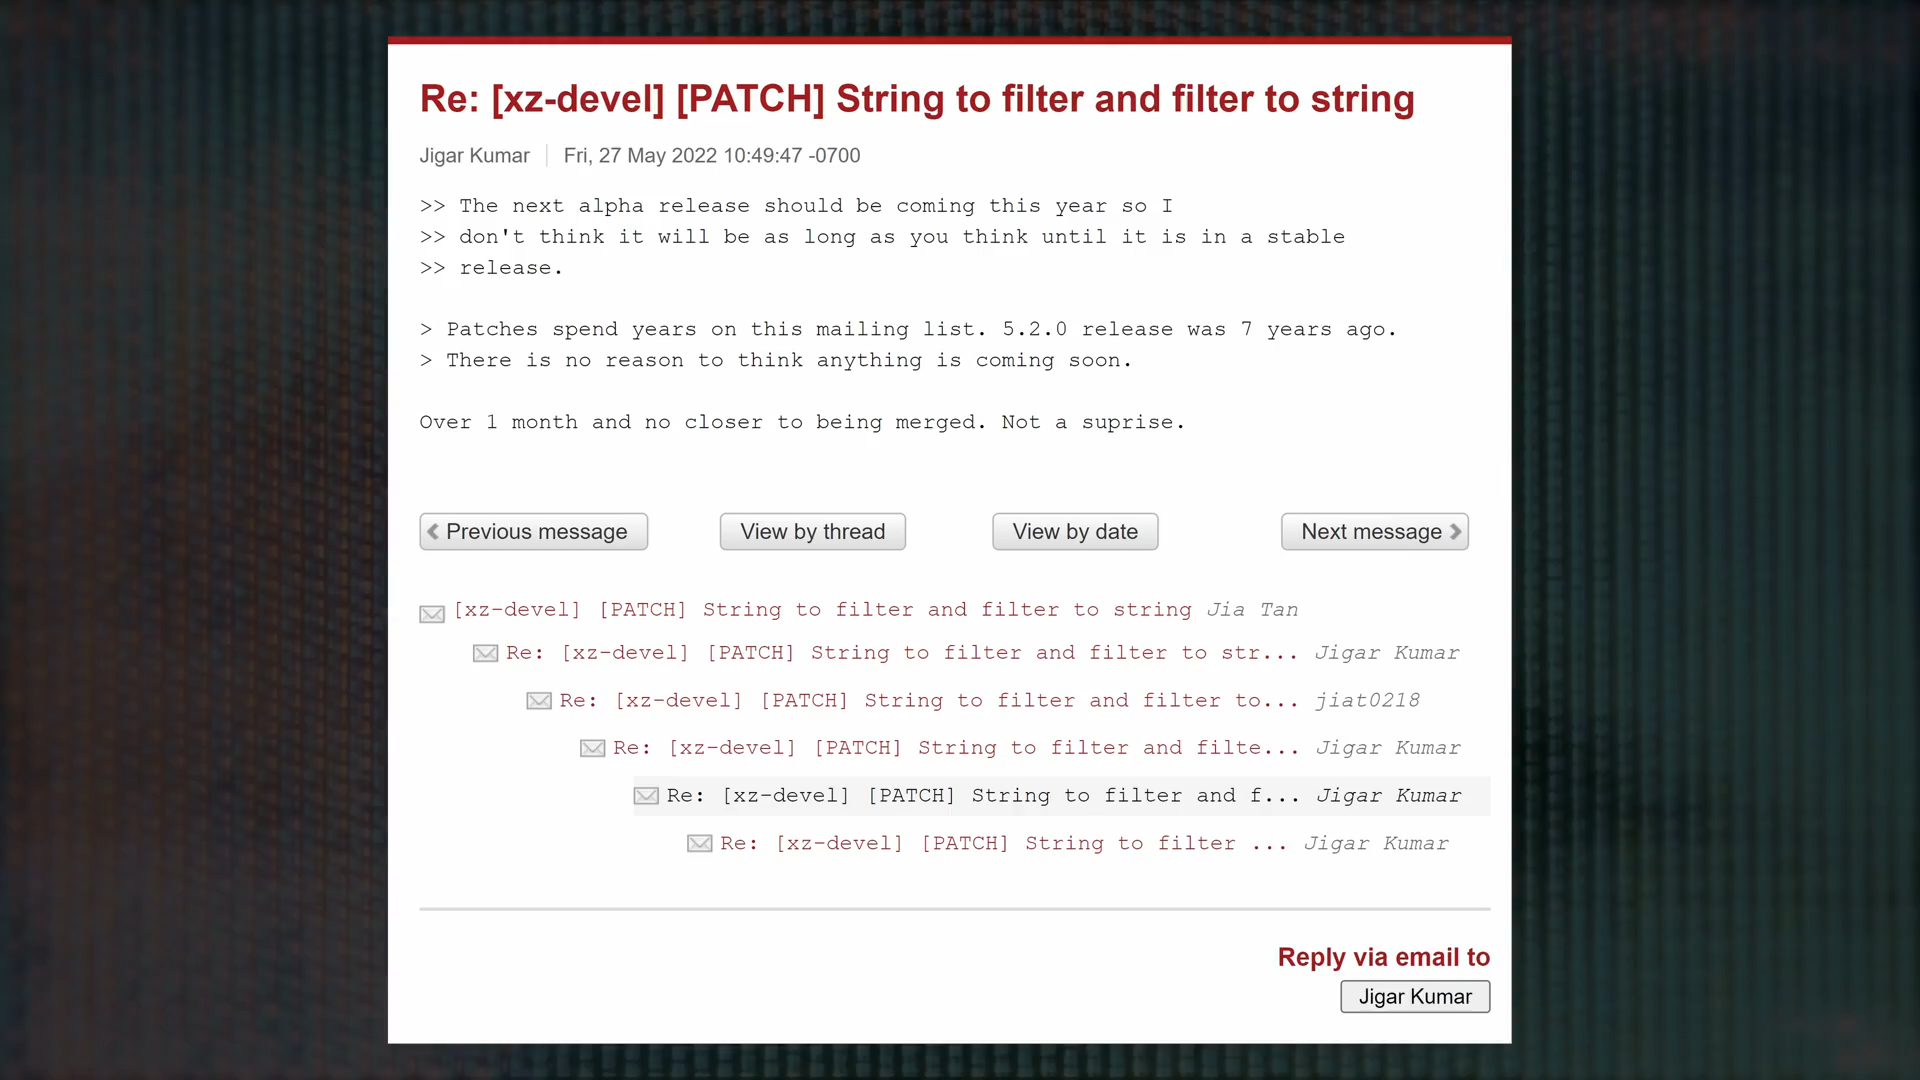 Re: [xz-devel] [PATCH] String to filter and filter to string
Jigar Kumar Fri, 27 May 2022 10:49:47 -0700
>> The next alpha release should be coming this year so I
>> don't think it will be as long as you think until it is in a stable
>> release.
> Patches spend years on this mailing list. 5.2.0 release was 7 years ago.
> There is no reason to think anything is coming soon.
Over 1 month and no closer to being merged. Not a suprise.
Previous message View by thread View by date Next message
[xz-devel] [PATCH] String to filter and filter to string Jia Tan
Re: [xz-devel] [PATCH] String to filter and filter to str... Jigar Kumar
Re: [xz-devel] [PATCH] String to filter and filter to... jiat0218
Re: [xz-devel] [PATCH] String to filter and filte... Jigar Kumar
Re: [xz-devel] [PATCH] String to filter and f... Jigar Kumar
Re: [xz-devel] [PATCH] String to filter ... Jigar Kumar
Reply via email to
Jigar Kumar